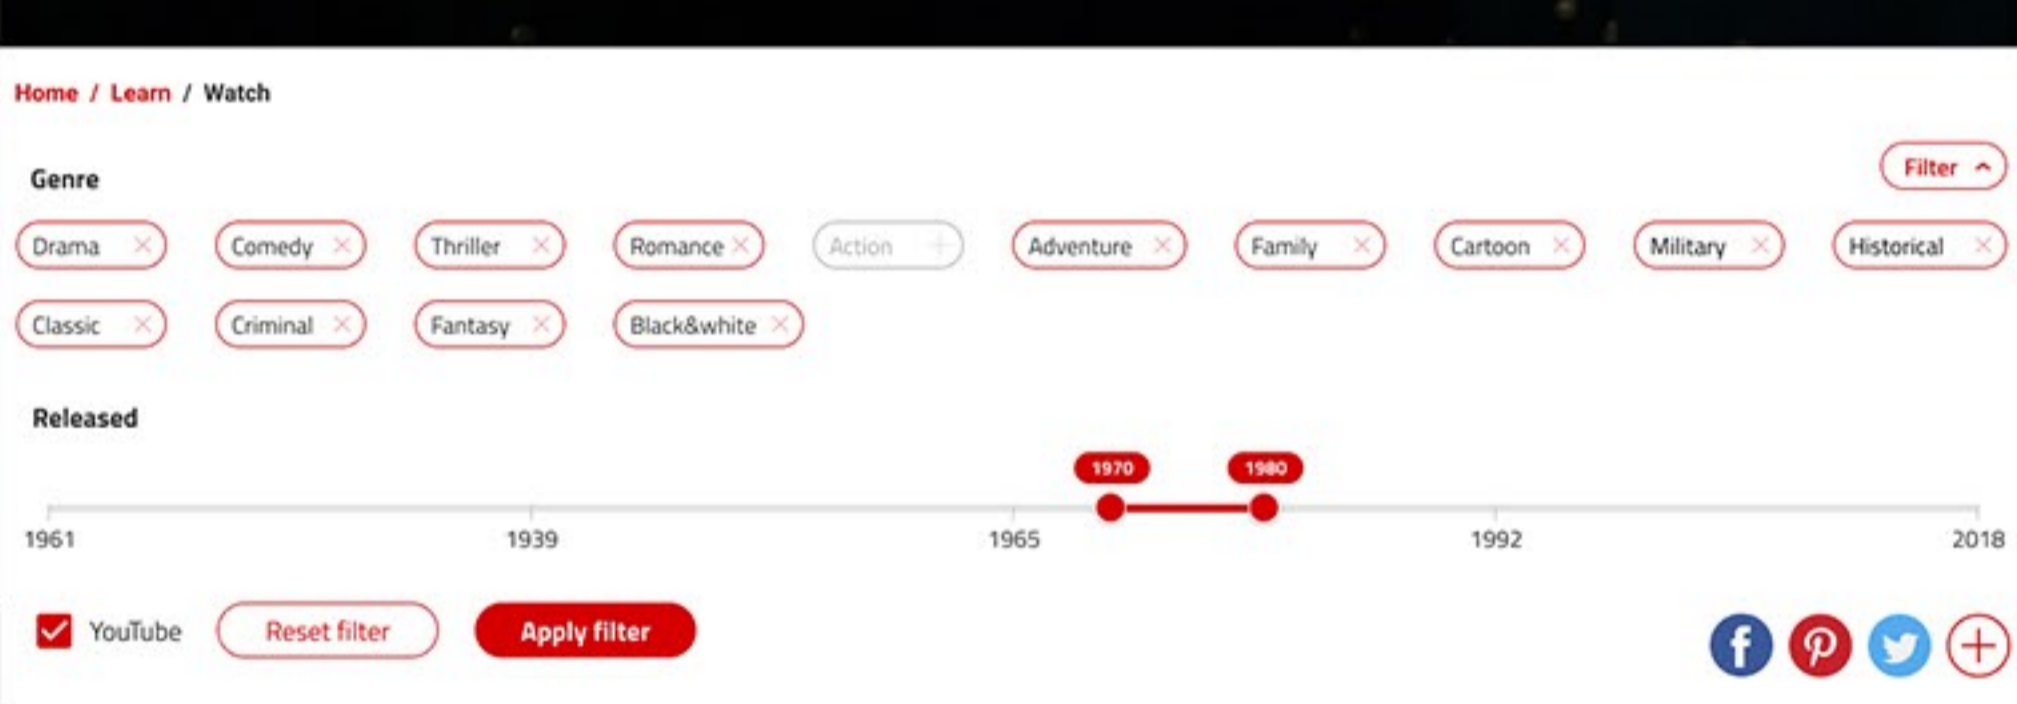 Home / Learn / Watch
Filter
Genre
Drama Comedy Thriller Romance Action Adventure Family Cartoon Military Historical
Classic Criminal Fantasy Black&white
Released
1970 1980
1961 1939 1965 1992 2018
YouTube Reset filter Apply filter